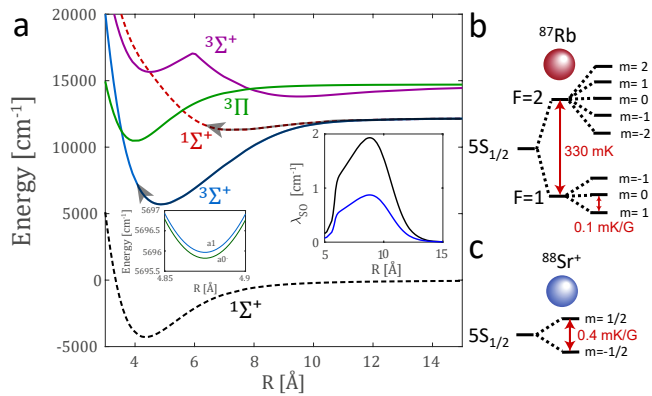 a
Energy [cm⁻¹]
20000
15000
10000
5000
0
-5000
4
6
8
10
12
14
R [Å]
³Σ⁺
³Π
¹Σ⁺
³Σ⁺
¹Σ⁺
Energy [cm⁻¹]
5697
5696.5
5696
5695.5
4.85
4.9
R [Å]
a1
a0
λSO [cm⁻¹]
2
1
0
5
10
15
R [Å]
b
⁸⁷Rb
F=2
m= 2
m= 1
m= 0
m=-1
m=-2
5S1/2
330 mK
F=1
m=-1
m= 0
m= 1
0.1 mK/G
c
⁸⁸Sr⁺
5S1/2
m= 1/2
0.4 mK/G
m=-1/2